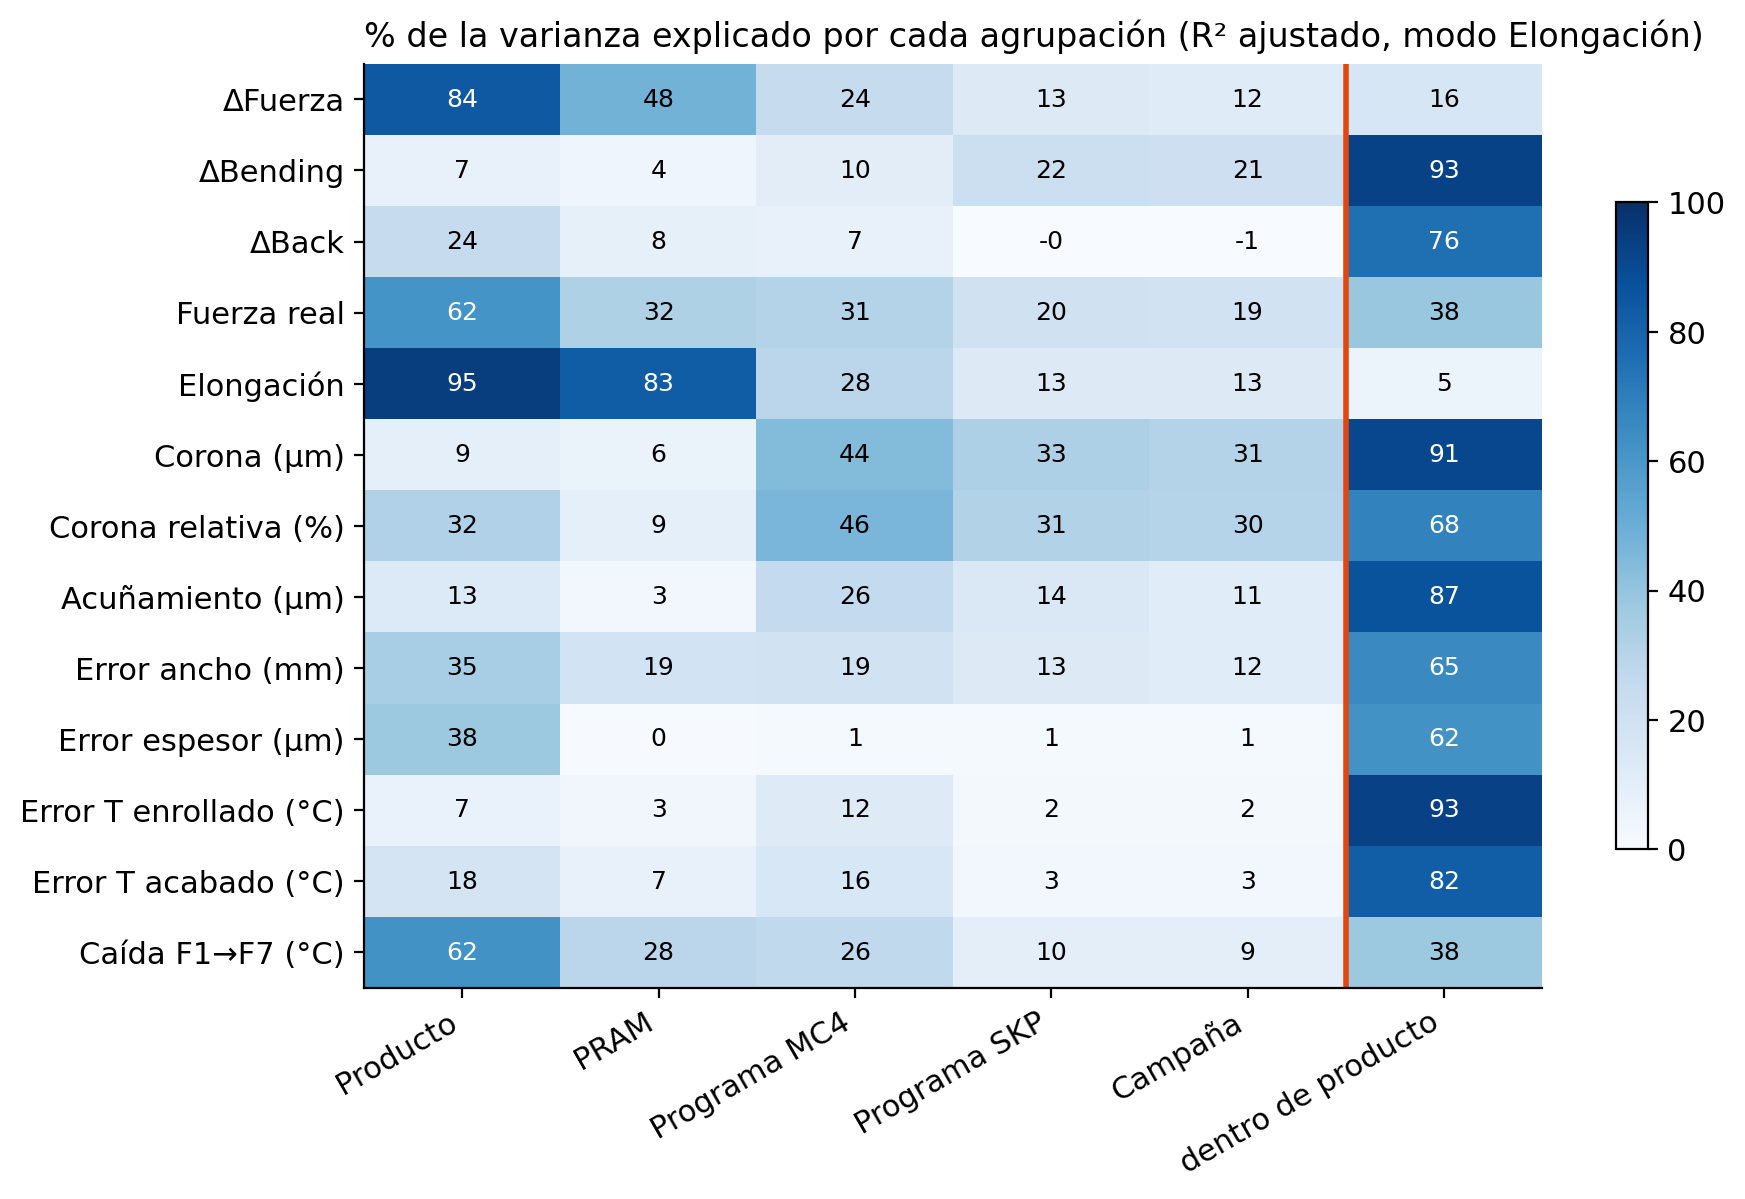 % de la varianza explicado por cada agrupación (R² ajustado, modo Elongación)
ΔFuerza 84 48 24 13 12 16
ΔBending 7 4 10 22 21 93
ΔBack 24 8 7 -0 -1 76
Fuerza real 62 32 31 20 19 38
Elongación 95 83 28 13 13 5
Corona (µm) 9 6 44 33 31 91
Corona relativa (%) 32 9 46 31 30 68
Acuñamiento (µm) 13 3 26 14 11 87
Error ancho (mm) 35 19 19 13 12 65
Error espesor (µm) 38 0 1 1 1 62
Error T enrollado (°C) 7 3 12 2 2 93
Error T acabado (°C) 18 7 16 3 3 82
Caída F1→F7 (°C) 62 28 26 10 9 38
Producto
PRAM
Programa MC4
Programa SKP
Campaña
dentro de producto
100
80
60
40
20
0